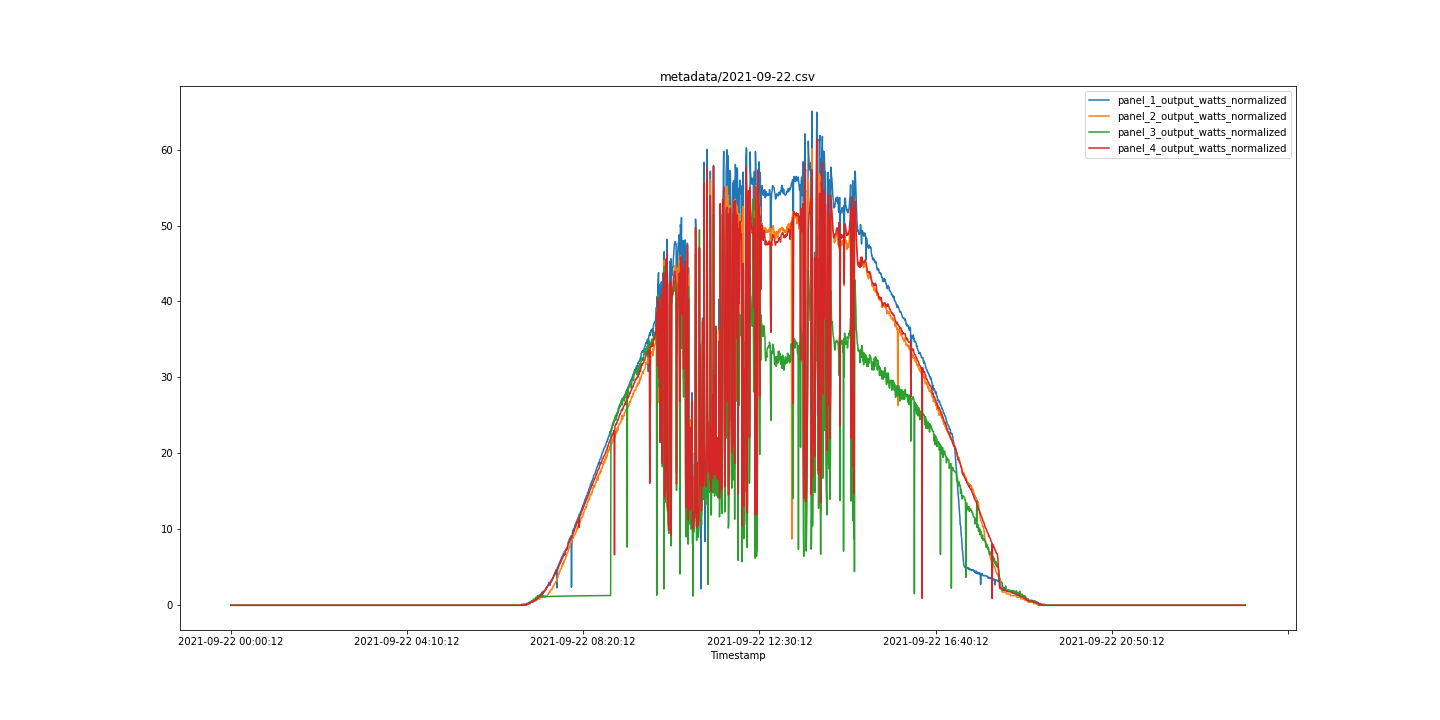 metadata/2021-09-22.csv
panel_1_output_watts_normalized
panel_2_output_watts_normalized
panel_3_output_watts_normalized
panel_4_output_watts_normalized
60
50
40
30
20
10
0
2021-09-22 00:00:12 2021-09-22 04:10:12 2021-09-22 08:20:12 2021-09-22 12:30:12 2021-09-22 16:40:12 2021-09-22 20:50:12
Timestamp